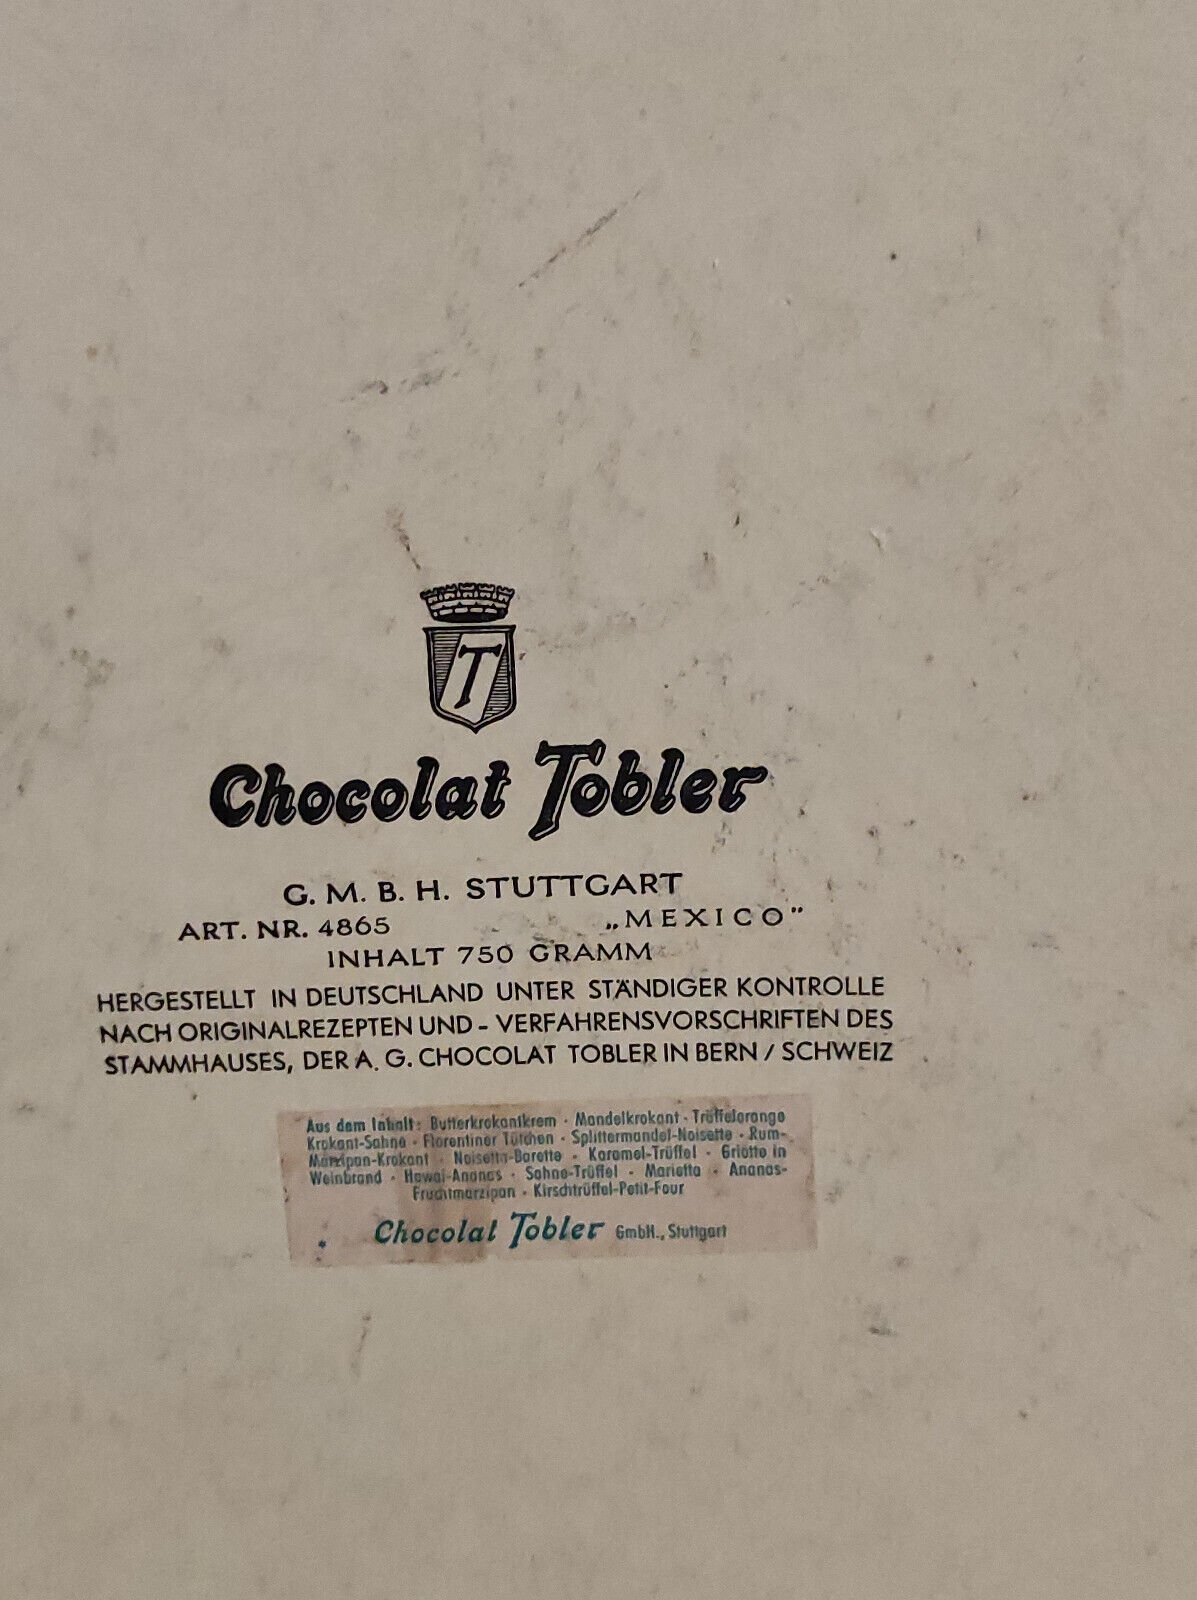 T
Chocolat Tobler
G. M. B. H. STUTTGART
ART. NR. 4865 „MEXICO”
INHALT 750 GRAMM
HERGESTELLT IN DEUTSCHLAND UNTER STÄNDIGER KONTROLLE
NACH ORIGINALREZEPTEN UND - VERFAHRENSVORSCHRIFTEN DES
STAMMHAUSES, DER A. G. CHOCOLAT TOBLER IN BERN / SCHWEIZ
Aus dem Inhalt: Butterkrokantkrem · Mandelkrokant · Trüffelorange
Krokant-Sahne · Florentiner Tütchen · Splittermandel-Noisette · Rum-
Marzipan-Krokant · Noisetta-Barette · Karamel-Trüffel · Griotte in
Weinbrand · Hawai-Ananas · Sahne-Trüffel · Marietta · Ananas-
Fruchtmarzipan · Kirschtrüffel-Petit-Four
* Chocolat Tobler GmbH., Stuttgart